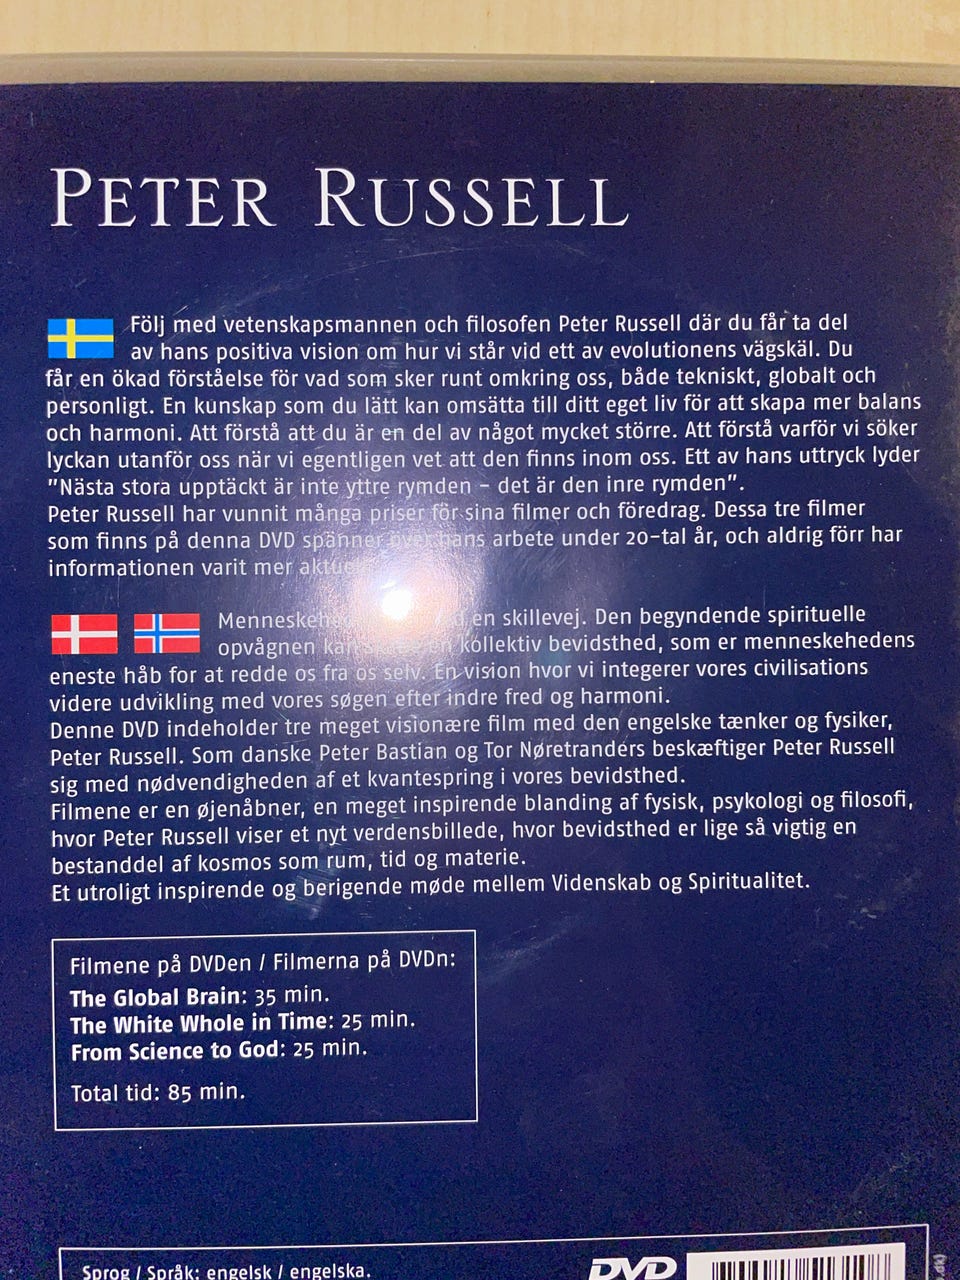 PETER RUSSELL
Följ med vetenskapsmannen och filosofen Peter Russell där du får ta del
av hans positiva vision om hur vi står vid ett av evolutionens vägskäl. Du
får en ökad förståelse för vad som sker runt omkring oss, både tekniskt, globalt och
personligt. En kunskap som du lätt kan omsätta till ditt eget liv för att skapa mer balans
och harmoni. Att förstå att du är en del av något mycket större. Att förstå varför vi söker
lyckan utanför oss när vi egentligen vet att den finns inom oss. Ett av hans uttryck lyder
"Nästa stora upptäckt är inte yttre rymden – det är den inre rymden".
Peter Russell har vunnit många priser för sina filmer och föredrag. Dessa tre filmer
som finns på denna DVD spänner över hans arbete under 20-tal år, och aldrig förr har
informationen varit mer
en skillevej. Den begyndende spirituelle
opvågnen kollektiv bevidsthed, som er menneskehedens
eneste håb for at redde os fra os selv. En vision hvor vi integerer vores civilisations
videre udvikling med vores søgen efter indre fred og harmoni.
Denne DVD indeholder tre meget visionære film med den engelske tænker og fysiker,
Peter Russell. Som danske Peter Bastian og Tor Nøretranders beskæftiger Peter Russell
sig med nødvendigheden af et kvantespring i vores bevidsthed.
Filmene er en øjenåbner, en meget inspirende blanding af fysisk, psykologi og filosofi,
hvor Peter Russell viser et nyt verdensbillede, hvor bevidsthed er lige så vigtig en
bestanddel af kosmos som rum, tid og materie.
Et utroligt inspirende og berigende møde mellem Videnskab og Spiritualitet.
Filmene på DVDen / Filmerna på DVDn:
The Global Brain: 35 min.
The White Whole in Time: 25 min.
From Science to God: 25 min.
Total tid: 85 min.
Sprog / Språk: engelsk / engelska.
DVD